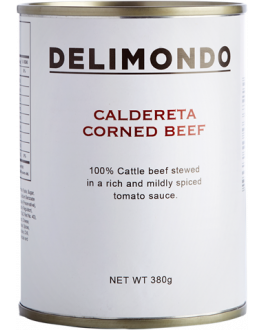 DELIMONDO
CALDERETA
CORNED BEEF
100% Cattle beef stewed
in a rich and mildly spiced
tomato sauce.
NET WT 380g